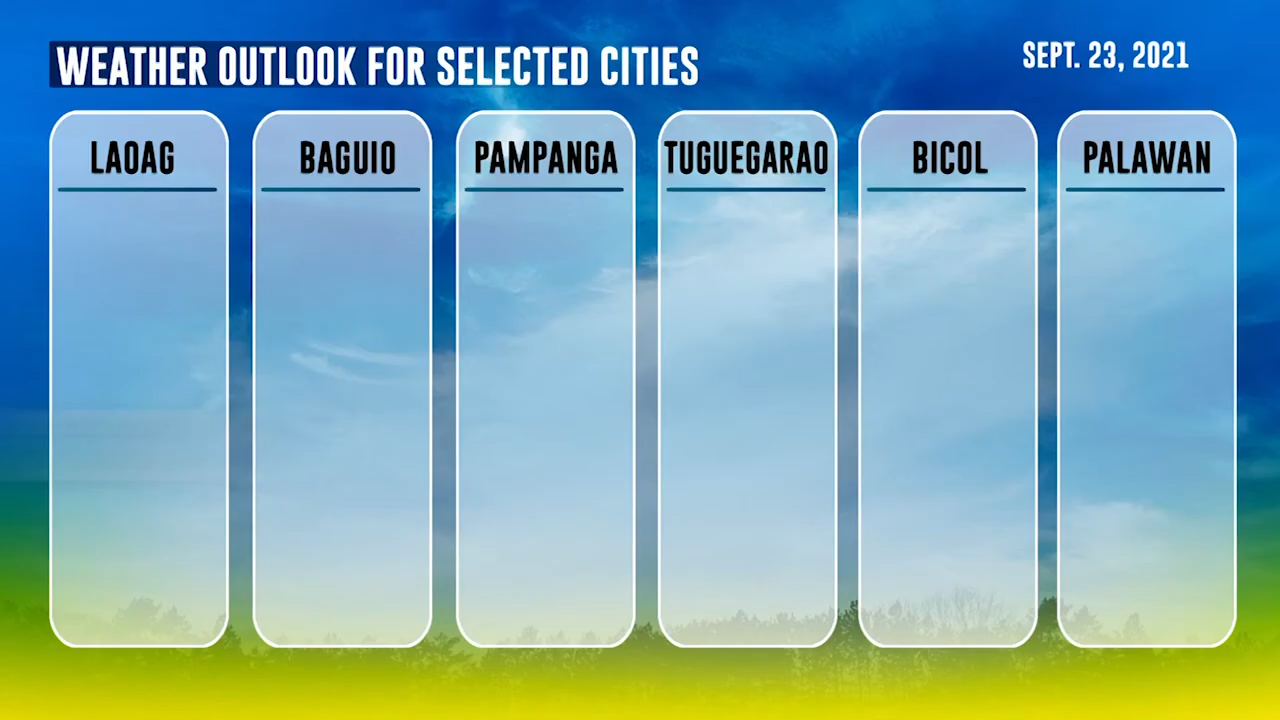 WEATHER OUTLOOK FOR SELECTED CITIES
SEPT. 23, 2021
LAOAG
BAGUIO
PAMPANGA
TUGUEGARAO
BICOL
PALAWAN